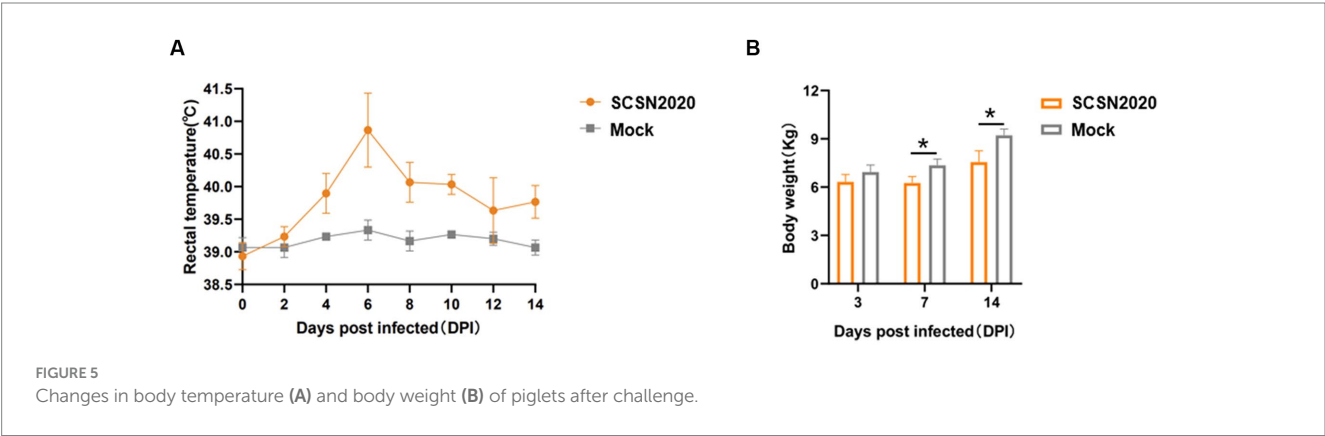 A
Rectal temperature(°C)
41.5
41.0
40.5
40.0
39.5
39.0
38.5
0 2 4 6 8 10 12 14
Days post infected(DPI)
SCSN2020
Mock
B
Body weight(Kg)
12
9
6
3
0
* *
3 7 14
Days post infected(DPI)
SCSN2020
Mock
FIGURE 5
Changes in body temperature (A) and body weight (B) of piglets after challenge.